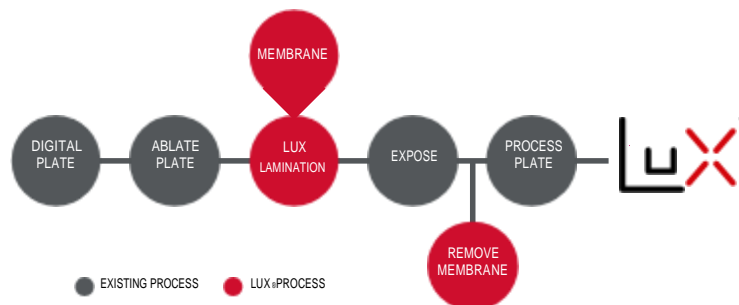 MEMBRANE
DIGITAL
PLATE
ABLATE
PLATE
LUX
LAMINATION
EXPOSE
PROCESS
PLATE
LUX
REMOVE
MEMBRANE
EXISTING PROCESS
LUX®PROCESS